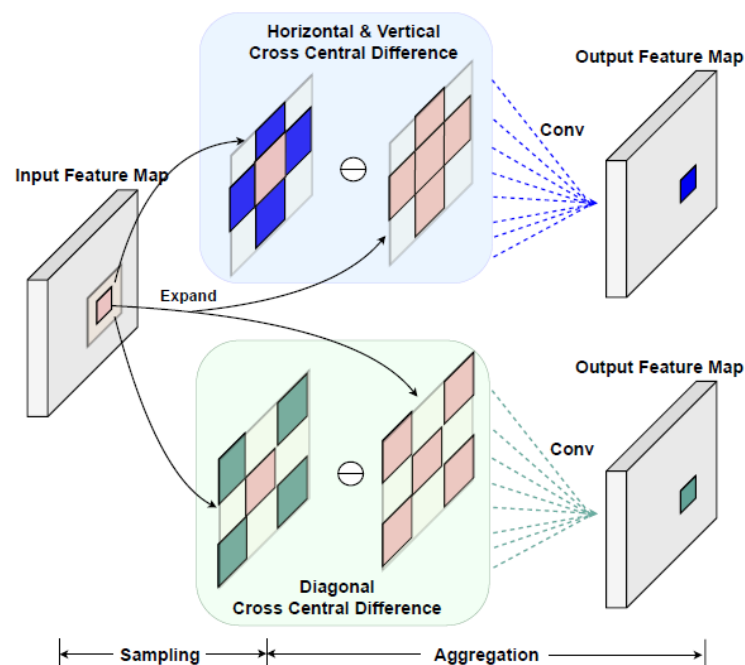 Horizontal & Vertical
Cross Central Difference
Output Feature Map
Conv
Input Feature Map
Expand
Output Feature Map
Conv
Diagonal
Cross Central Difference
Sampling
Aggregation